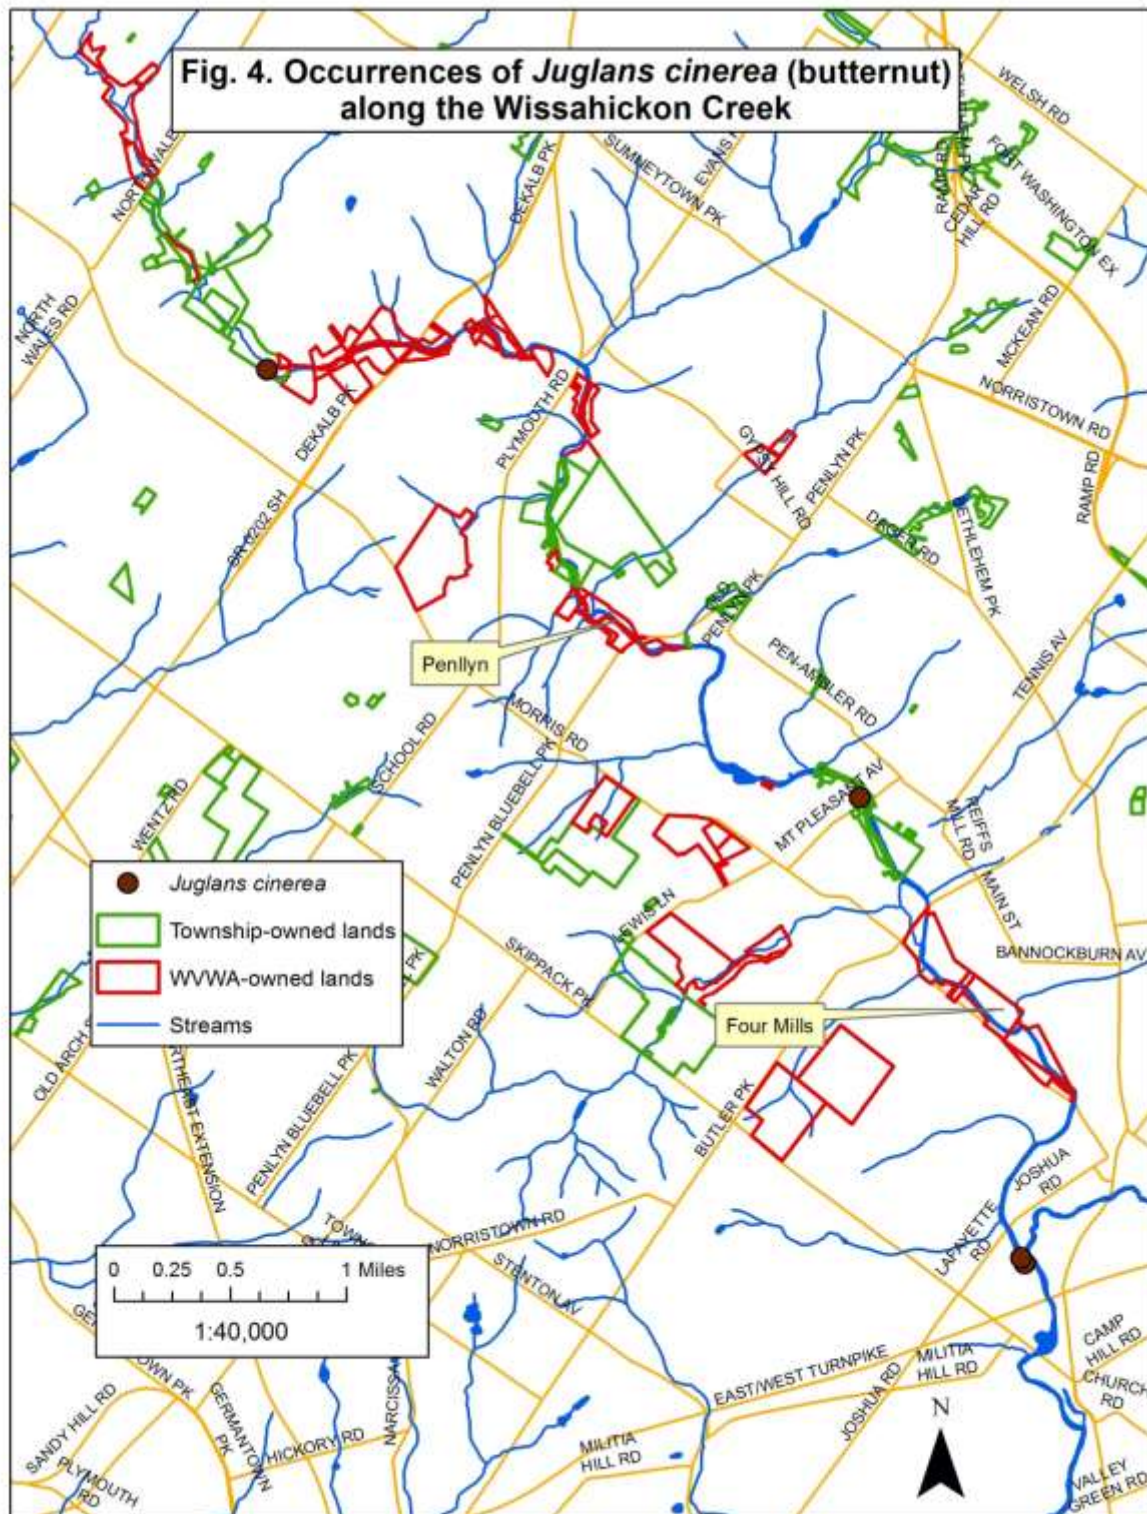 Fig. 4. Occurrences of Juglans cinerea (butternut)
along the Wissahickon Creek
WELSH RD
SUMNEYTOWN PK
DEKALB PK
RAMP RD
CEDAR
HILL RD
FORT WASHINGTON EX
NORTH
WALES RD
MCKEAN RD
NORRISTOWN RD
RAMP RD
DEKALB PK
PLYMOUTH RD
GYPSY HILL RD
PENLLYN PK
SR 0202 SH
DAGER RD
BETHLEHEM PK
PENLYN PK
Penllyn
PEN-AMBLER RD
TENNIS AV
MORRIS RD
SCHOOL RD
PENLYN BLUEBELL PK
WENTZ RD
MT PLEASANT AV
REIFFS
MILL RD
MAIN ST
LEWIS LN
BANNOCKBURN AV
SKIPPACK PK
Juglans cinerea
Township-owned lands
WVWA-owned lands
Streams
PK
Four Mills
WALTON RD
BUTLER PK
PENLYN BLUEBELL PK
JOSHUA
RD
LAFAYETTE
RD
NORRISTOWN RD
STENTON AV
0 0.25 0.5 1 Miles
1:40,000
CAMP
HILL RD
CHURCH
RD
EAST/WEST TURNPIKE
MILITIA
HILL RD
JOSHUA RD
N
SANDY HILL RD
GERMANTOWN
PK
HICKORY RD
MILITIA
HILL RD
PLYMOUTH
RD
VALLEY
GREEN RD